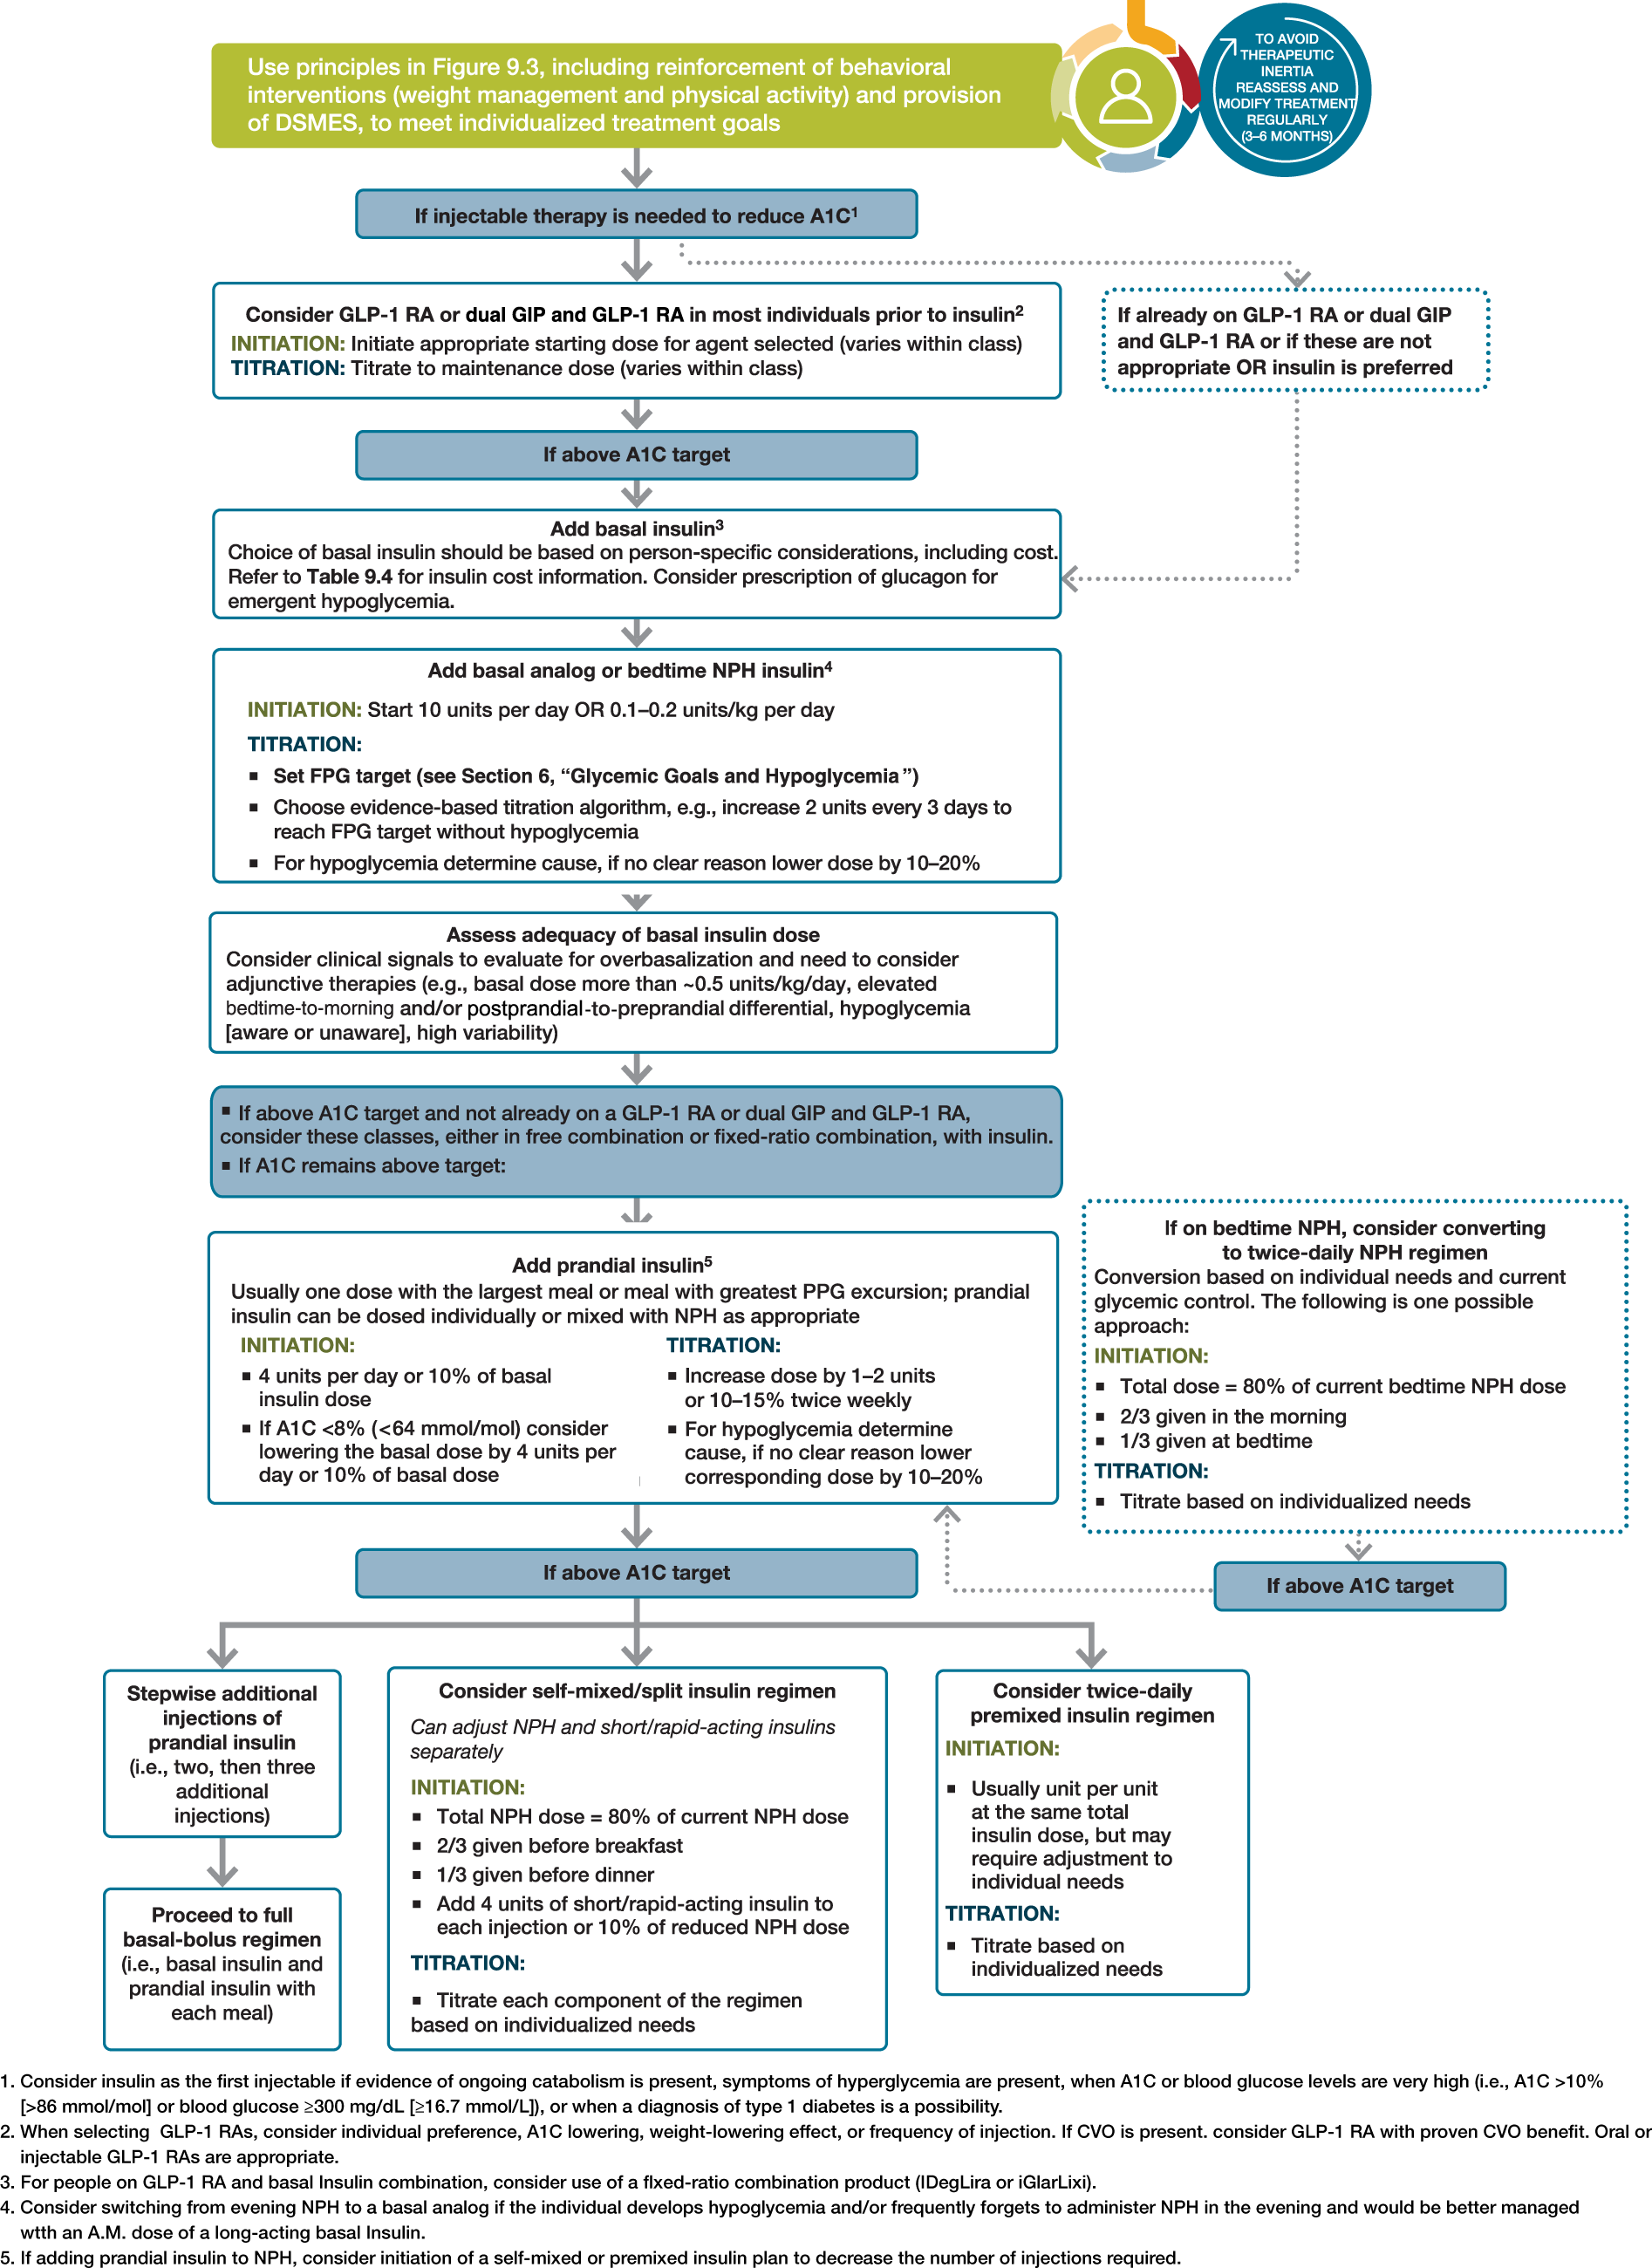 Use principles in Figure 9.3, including reinforcement of behavioral
interventions (weight management and physical activity) and provision
of DSMES, to meet individualized treatment goals
TO AVOID
THERAPEUTIC
INERTIA
REASSESS AND
MODIFY TREATMENT
REGULARLY
(3–6 MONTHS)
If injectable therapy is needed to reduce A1C1
Consider GLP-1 RA or dual GIP and GLP-1 RA in most individuals prior to insulin2
INITIATION: Initiate appropriate starting dose for agent selected (varies within class)
TITRATION: Titrate to maintenance dose (varies within class)
If already on GLP-1 RA or dual GIP
and GLP-1 RA or if these are not
appropriate OR insulin is preferred
If above A1C target
Add basal insulin3
Choice of basal insulin should be based on person-specific considerations, including cost.
Refer to Table 9.4 for insulin cost information. Consider prescription of glucagon for
emergent hypoglycemia.
Add basal analog or bedtime NPH insulin4
INITIATION: Start 10 units per day OR 0.1–0.2 units/kg per day
TITRATION:
■ Set FPG target (see Section 6, “Glycemic Goals and Hypoglycemia”)
■ Choose evidence-based titration algorithm, e.g., increase 2 units every 3 days to
reach FPG target without hypoglycemia
■ For hypoglycemia determine cause, if no clear reason lower dose by 10–20%
Assess adequacy of basal insulin dose
Consider clinical signals to evaluate for overbasalization and need to consider
adjunctive therapies (e.g., basal dose more than ~0.5 units/kg/day, elevated
bedtime-to-morning and/or postprandial-to-preprandial differential, hypoglycemia
[aware or unaware], high variability)
■ If above A1C target and not already on a GLP-1 RA or dual GIP and GLP-1 RA,
consider these classes, either in free combination or fixed-ratio combination, with insulin.
■ If A1C remains above target:
Add prandial insulin5
Usually one dose with the largest meal or meal with greatest PPG excursion; prandial
insulin can be dosed individually or mixed with NPH as appropriate
INITIATION:
■ 4 units per day or 10% of basal
insulin dose
■ If A1C <8% (<64 mmol/mol) consider
lowering the basal dose by 4 units per
day or 10% of basal dose
TITRATION:
■ Increase dose by 1–2 units
or 10–15% twice weekly
■ For hypoglycemia determine
cause, if no clear reason lower
corresponding dose by 10–20%
If on bedtime NPH, consider converting
to twice-daily NPH regimen
Conversion based on individual needs and current
glycemic control. The following is one possible
approach:
INITIATION:
■ Total dose = 80% of current bedtime NPH dose
■ 2/3 given in the morning
■ 1/3 given at bedtime
TITRATION:
■ Titrate based on individualized needs
If above A1C target
If above A1C target
Stepwise additional
injections of
prandial insulin
(i.e., two, then three
additional
injections)
Proceed to full
basal-bolus regimen
(i.e., basal insulin and
prandial insulin with
each meal)
Consider self-mixed/split insulin regimen
Can adjust NPH and short/rapid-acting insulins
separately
INITIATION:
■ Total NPH dose = 80% of current NPH dose
■ 2/3 given before breakfast
■ 1/3 given before dinner
■ Add 4 units of short/rapid-acting insulin to
each injection or 10% of reduced NPH dose
TITRATION:
■ Titrate each component of the regimen
based on individualized needs
Consider twice-daily
premixed insulin regimen
INITIATION:
■ Usually unit per unit
at the same total
insulin dose, but may
require adjustment to
individual needs
TITRATION:
■ Titrate based on
individualized needs
1. Consider insulin as the first injectable if evidence of ongoing catabolism is present, symptoms of hyperglycemia are present, when A1C or blood glucose levels are very high (i.e., A1C >10%
[>86 mmol/mol] or blood glucose ≥300 mg/dL [≥16.7 mmol/L]), or when a diagnosis of type 1 diabetes is a possibility.
2. When selecting GLP-1 RAs, consider individual preference, A1C lowering, weight-lowering effect, or frequency of injection. If CVO is present. consider GLP-1 RA with proven CVO benefit. Oral or
injectable GLP-1 RAs are appropriate.
3. For people on GLP-1 RA and basal Insulin combination, consider use of a flxed-ratio combination product (IDegLira or iGlarLixi).
4. Consider switching from evening NPH to a basal analog if the individual develops hypoglycemia and/or frequently forgets to administer NPH in the evening and would be better managed
wtth an A.M. dose of a long-acting basal Insulin.
5. If adding prandial insulin to NPH, consider initiation of a self-mixed or premixed insulin plan to decrease the number of injections required.